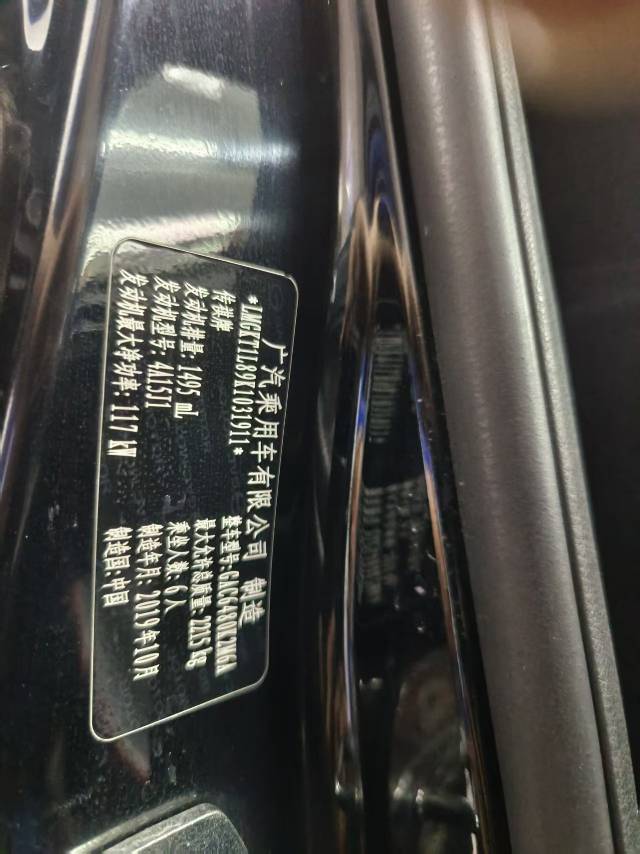 广汽乘用车有限公司 制造
*LMGKT1L89K1031911*
传祺牌 整车型号:
发动机排量: 1495 mL 最大允许总质量: 2215 kg
发动机型号: 4A15J1 乘坐人数: 6人
发动机最大净功率: 117 kW 制造年月: 2019年10月
制造国: 中国